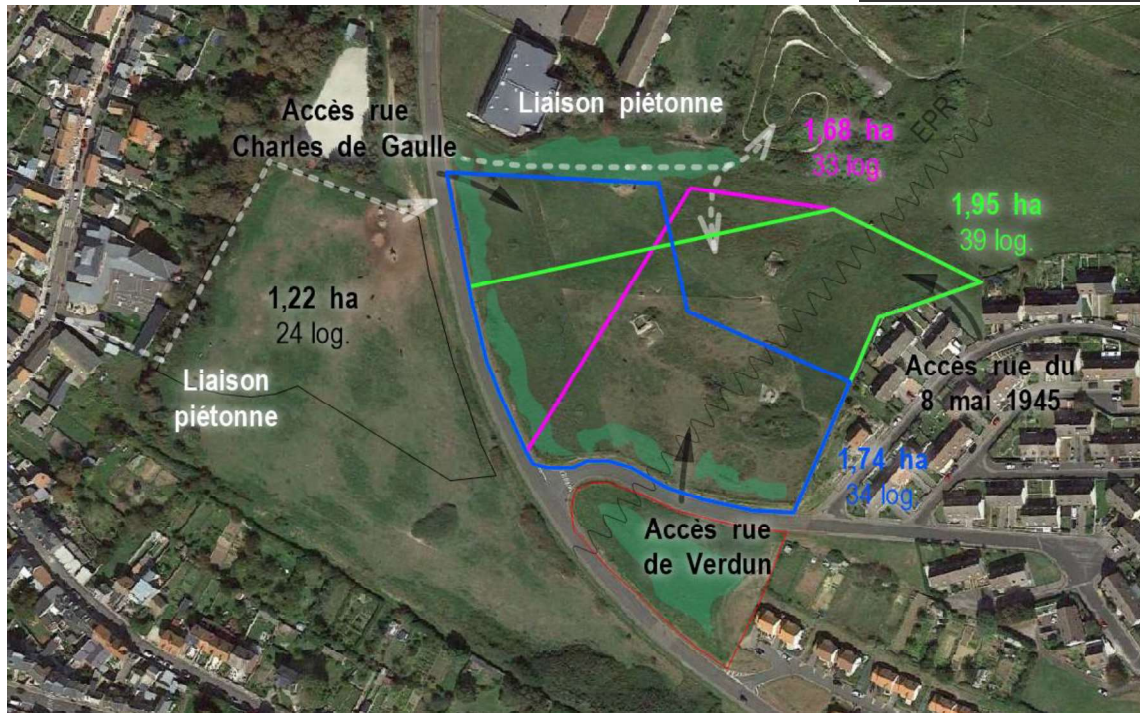 Accès rue
Charles de Gaulle
Liaison piétonne
1,68 ha
33 log.
EPR
1,95 ha
39 log.
1,22 ha
24 log.
Liaison
piétonne
Accès rue du
8 mai 1945
1,74 ha
34 log.
Accès rue
de Verdun